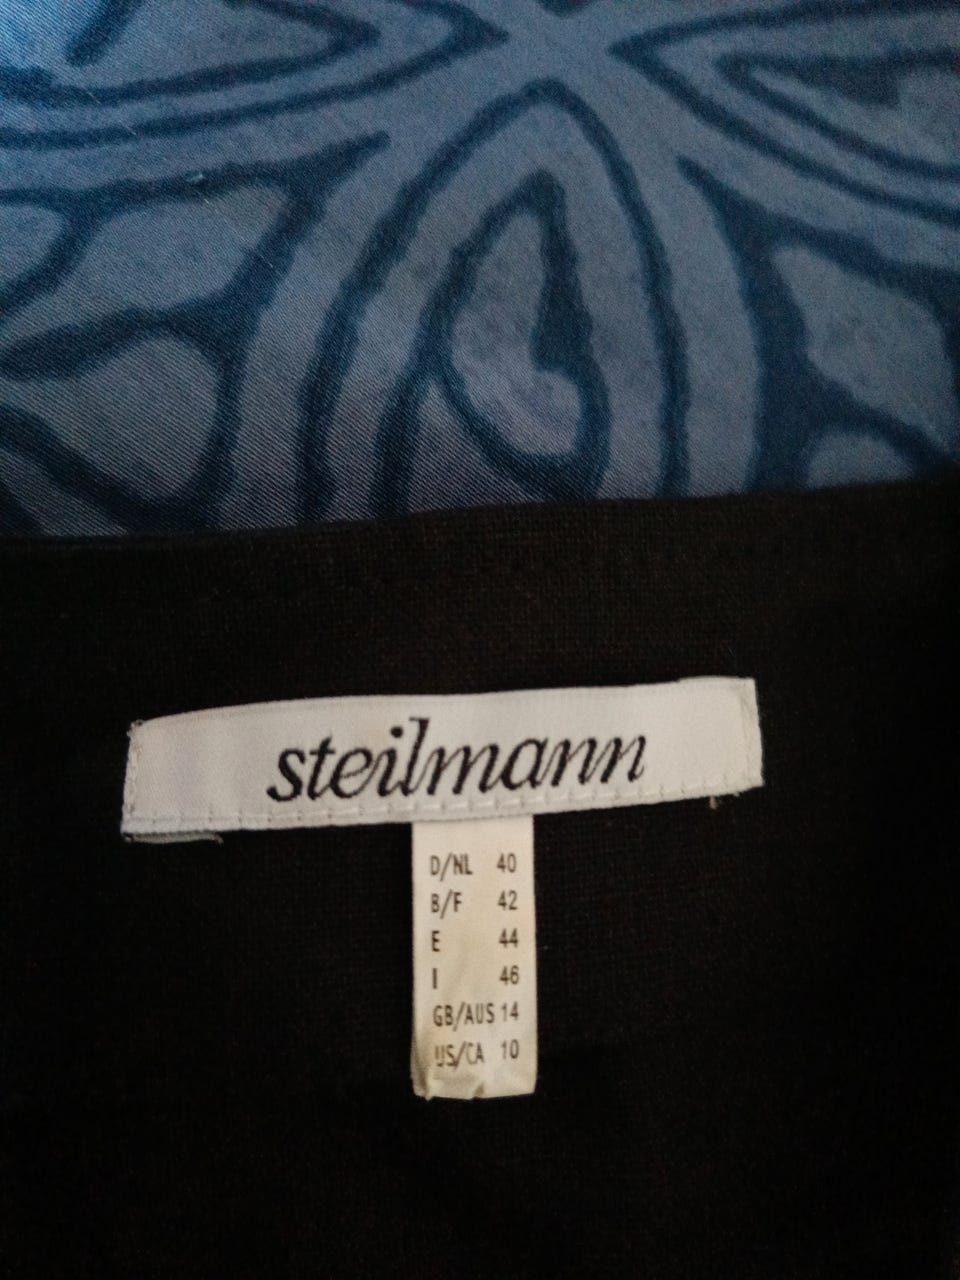 steilmann
D/NL 40
B/F 42
E 44
I 46
GB/AUS 14
US/CA 10